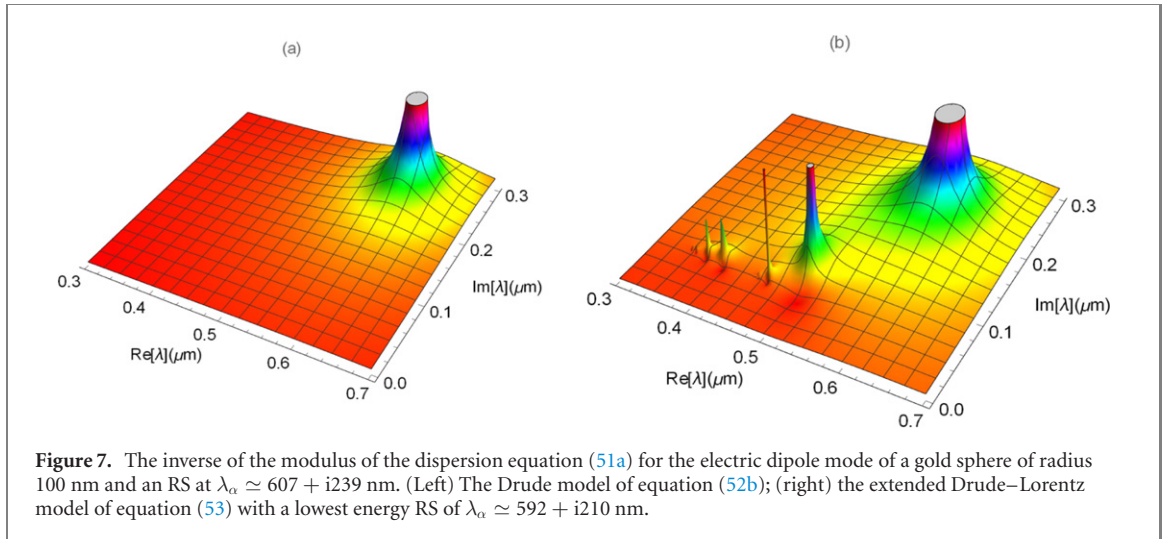 (a)
(b)
0.3
0.4
0.5
0.6
0.7
Re[λ](μm)
0.0
0.1
0.2
0.3
Im[λ](μm)
0.3
0.4
0.5
0.6
0.7
Re[λ](μm)
0.0
0.1
0.2
0.3
Im[λ](μm)
Figure 7. The inverse of the modulus of the dispersion equation (51a) for the electric dipole mode of a gold sphere of radius
100 nm and an RS at λα ≃ 607 + i239 nm. (Left) The Drude model of equation (52b); (right) the extended Drude–Lorentz
model of equation (53) with a lowest energy RS of λα ≃ 592 + i210 nm.